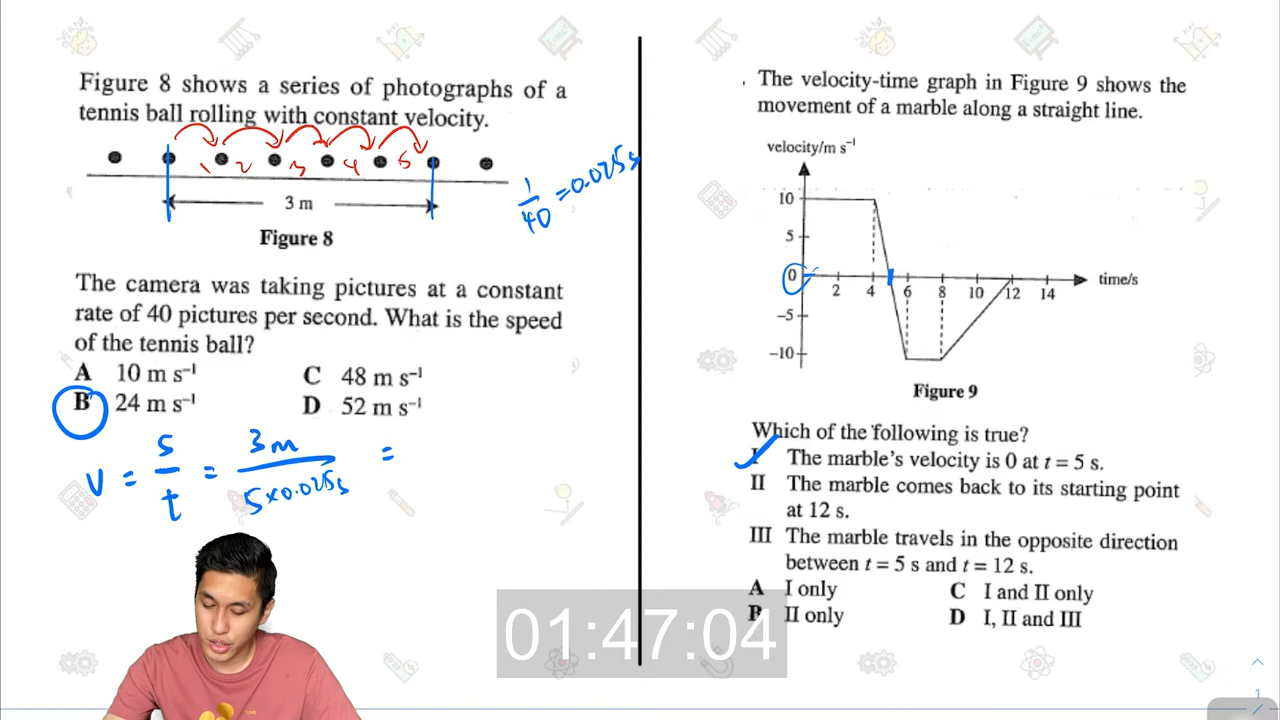 Figure 8 shows a series of photographs of a
tennis ball rolling with constant velocity.
1 2 3 4 5
1/40 = 0.025s
3 m
Figure 8
The camera was taking pictures at a constant
rate of 40 pictures per second. What is the speed
of the tennis ball?
A 10 m s⁻¹ C 48 m s⁻¹
B 24 m s⁻¹ D 52 m s⁻¹
v = s/t = 3m/5×0.025s =
The velocity-time graph in Figure 9 shows the
movement of a marble along a straight line.
velocity/m s⁻¹
10
5
0
2 4 6 8 10 12 14 time/s
−5
−10
Figure 9
Which of the following is true?
I The marble's velocity is 0 at t = 5 s.
II The marble comes back to its starting point
at 12 s.
III The marble travels in the opposite direction
between t = 5 s and t = 12 s.
A I only C I and II only
B II only D I, II and III
01:47:04
1